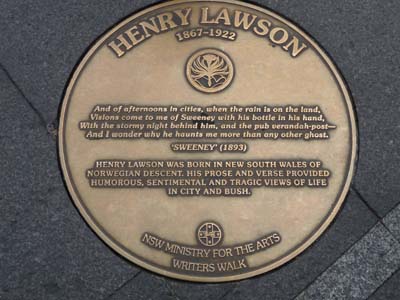 HENRY LAWSON
1867-1922
And of afternoons in cities, when the rain is on the land,
Visions come to me of Sweeney with his bottle in his hand,
With the stormy night behind him, and the pub verandah-post—
And I wonder why he haunts me more than any other ghost.
'SWEENEY' (1893)
HENRY LAWSON WAS BORN IN NEW SOUTH WALES OF
NORWEGIAN DESCENT. HIS PROSE AND VERSE PROVIDED
HUMOROUS, SENTIMENTAL AND TRAGIC VIEWS OF LIFE
IN CITY AND BUSH.
NSW MINISTRY FOR THE ARTS
WRITERS WALK